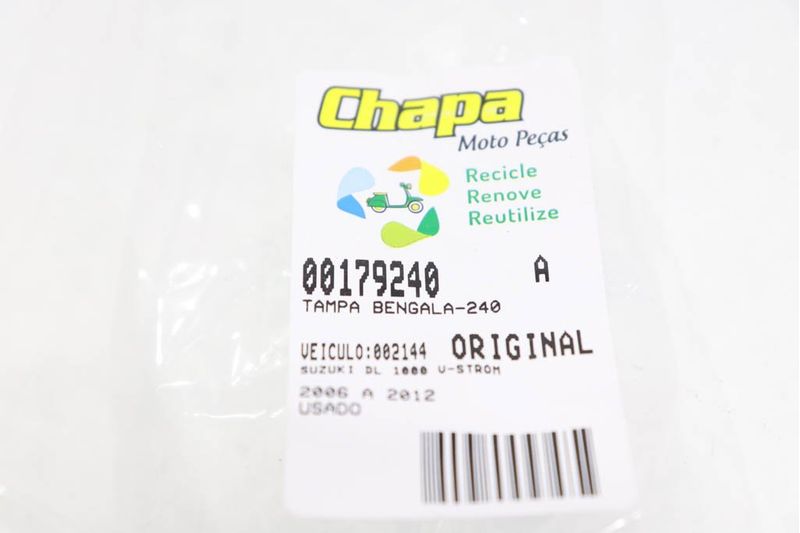 Chapa
Moto Peças
Recicle
Renove
Reutilize
00179240 A
TAMPA BENGALA-240
VEICULO:002144 ORIGINAL
SUZUKI DL 1000 V-STROM
2006 A 2012
USADO